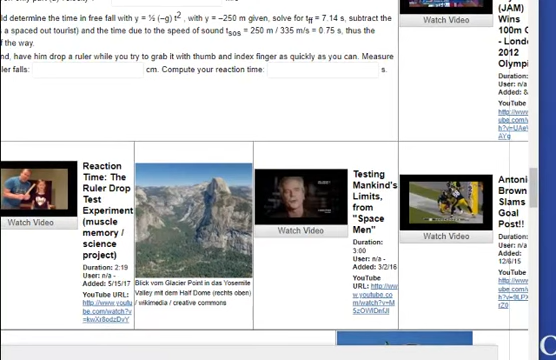 ld determine the time in free fall with y = ½ (–g) t², with y = –250 m given, solve for tff = 7.14 s, subtract the
a spaced out tourist) and the time due to the speed of sound tsos = 250 m / 335 m/s = 0.75 s, thus the
f the way.
nd, have him drop a ruler while you try to grab it with thumb and index finger as quickly as you can. Measure
ler falls: cm. Compute your reaction time: s.
Watch Video
(JAM)
Wins
100m
- Lond
2012
Olympi
Duration:
User: n/a -
Added:
YouTube
Watch Video
Reaction
Time: The
Ruler Drop
Test
Experiment
(muscle
memory /
science
project)
Duration: 2:19
User: n/a -
Added: 5/15/17
YouTube URL:
Blick vom Glacier Point in das Yosemite
Valley mit dem Half Dome (rechts oben)
/ wikimedia / creative commons
Watch Video
Testing
Mankind's
Limits,
from
"Space
Men"
Duration:
3:00
User: n/a -
Added: 3/2/16
YouTube
URL:
Watch Video
Antoni
Brown
Slams
Goal
Post!!
Duration:
User: n/a -
Added:
12/6/15
YouTube